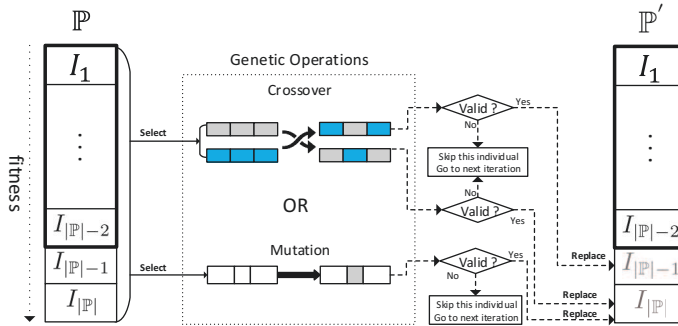 ℙ
ℙ′
Genetic Operations
Crossover
fitness
I₁
⋮
I|ℙ|−2
I|ℙ|−1
I|ℙ|
Select
Select
OR
Mutation
Valid ?
Yes
No
Skip this individual
Go to next iteration
No
Valid ?
Yes
Valid ?
Yes
No
Skip this individual
Go to next iteration
Replace
Replace
Replace
I₁
⋮
I|ℙ|−2
I|ℙ|−1
I|ℙ|